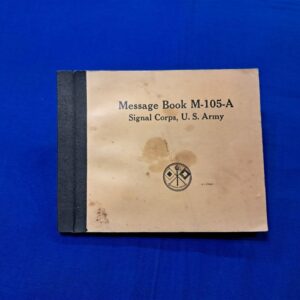 Message Book M-105-A
Signal Corps, U. S. Army